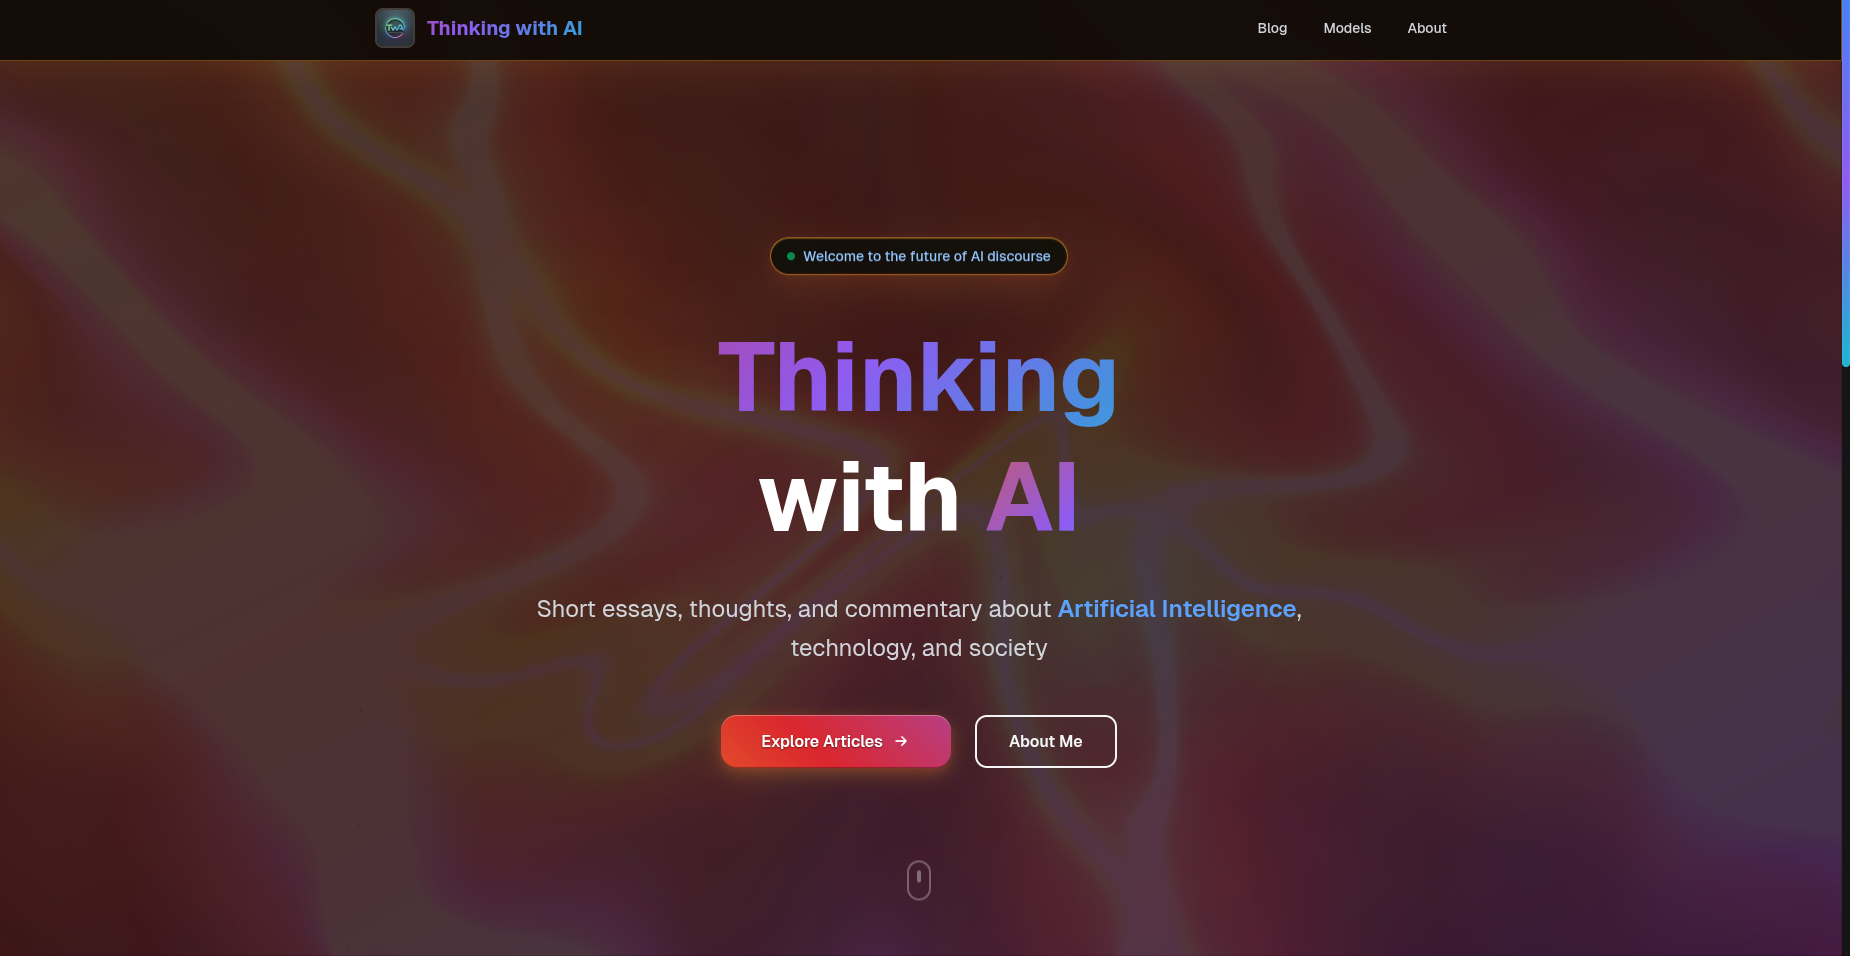 TWA
Thinking with AI
Blog
Models
About
Welcome to the future of AI discourse
Thinking
with AI
Short essays, thoughts, and commentary about Artificial Intelligence,
technology, and society
Explore Articles →
About Me